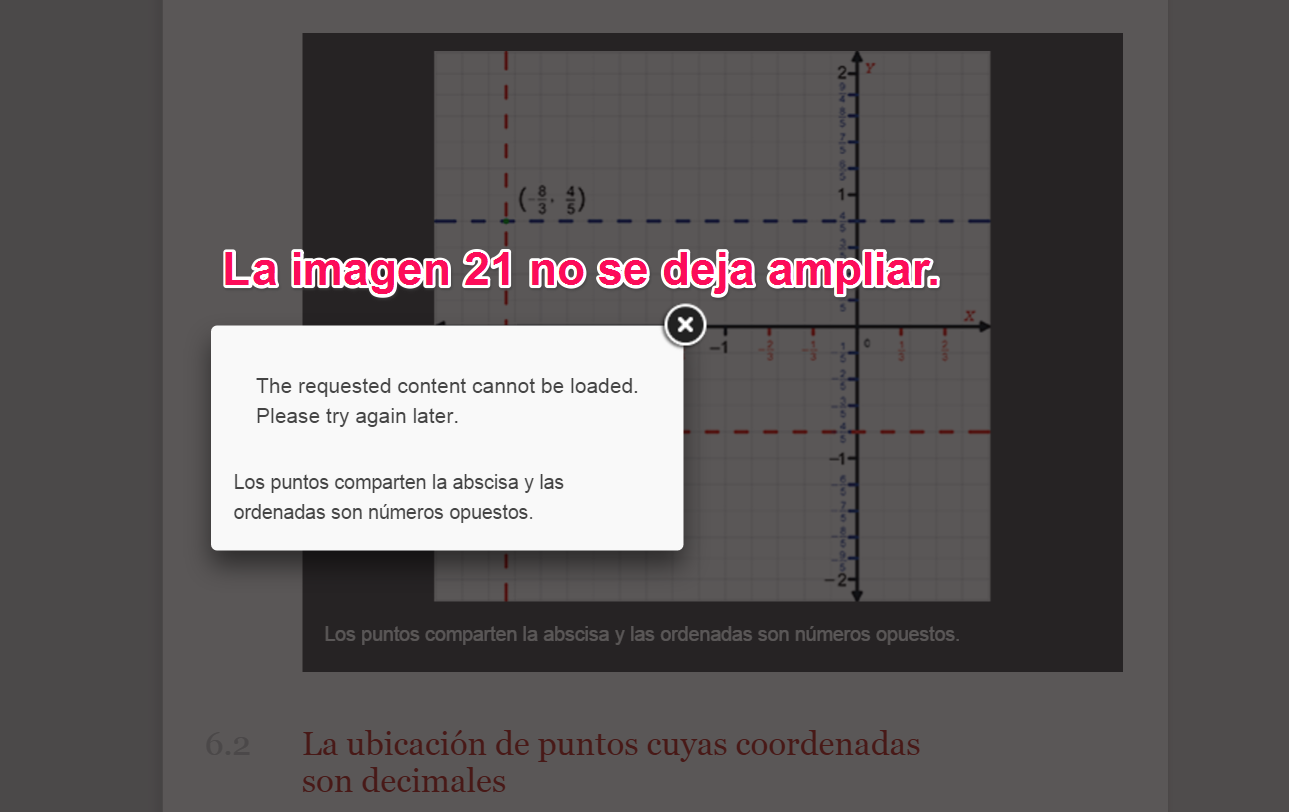 2
Y
(-8/3, 4/5)
1
La imagen 21 no se deja ampliar.
X
The requested content cannot be loaded.
Please try again later.
−1
0
Los puntos comparten la abscisa y las
ordenadas son números opuestos.
−1
−2
Los puntos comparten la abscisa y las ordenadas son números opuestos.
6.2
La ubicación de puntos cuyas coordenadas
son decimales